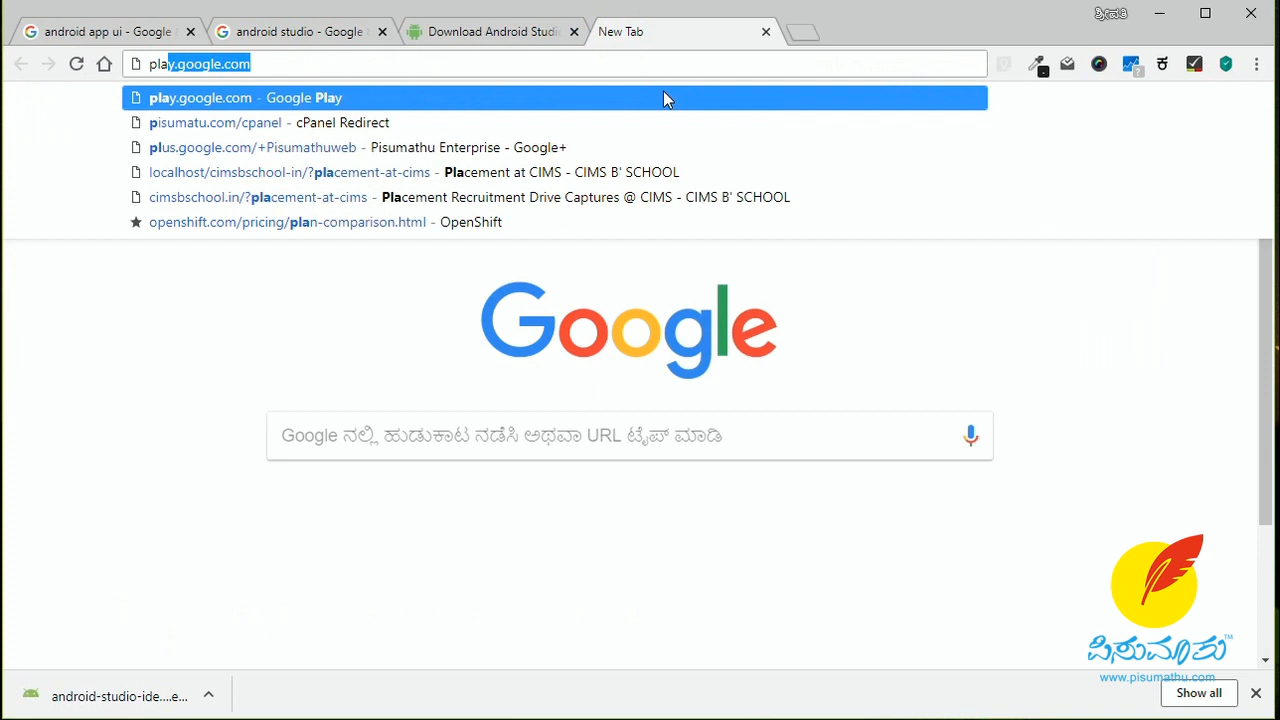 ಶ್ರೀಹರಿ
android app ui - Google
android studio - Google
Download Android Studi
New Tab
play.google.com
play.google.com - Google Play
pisumatu.com/cpanel - cPanel Redirect
plus.google.com/+Pisumathuweb - Pisumathu Enterprise - Google+
localhost/cimsbschool-in/?placement-at-cims - Placement at CIMS - CIMS B' SCHOOL
cimsbschool.in/?placement-at-cims - Placement Recruitment Drive Captures @ CIMS - CIMS B' SCHOOL
openshift.com/pricing/plan-comparison.html - OpenShift
Google
Google ನಲ್ಲಿ ಹುಡುಕಾಟ ನಡೆಸಿ ಅಥವಾ URL ಟೈಪ್ ಮಾಡಿ
ಪಿಸುಮಾತು™
www.pisumathu.com
android-studio-ide....e...
Show all